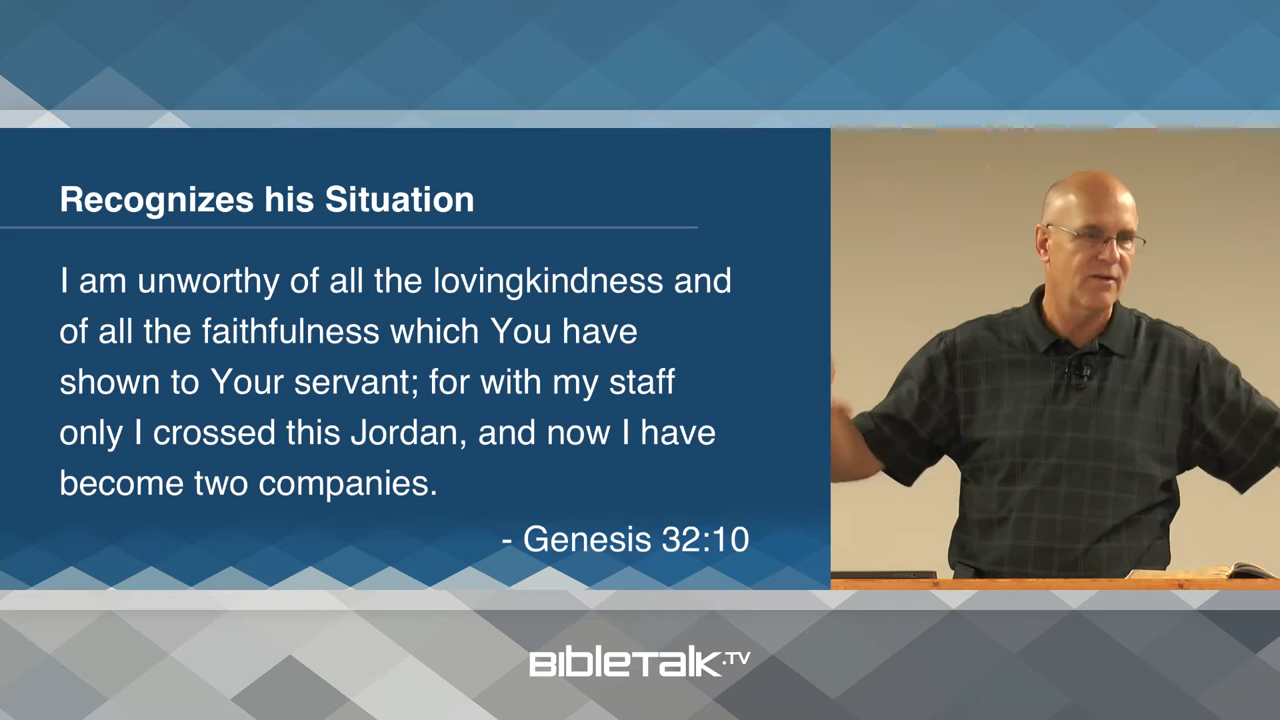 Recognizes his Situation
I am unworthy of all the lovingkindness and
of all the faithfulness which You have
shown to Your servant; for with my staff
only I crossed this Jordan, and now I have
become two companies.
- Genesis 32:10
BIBLETALK.TV